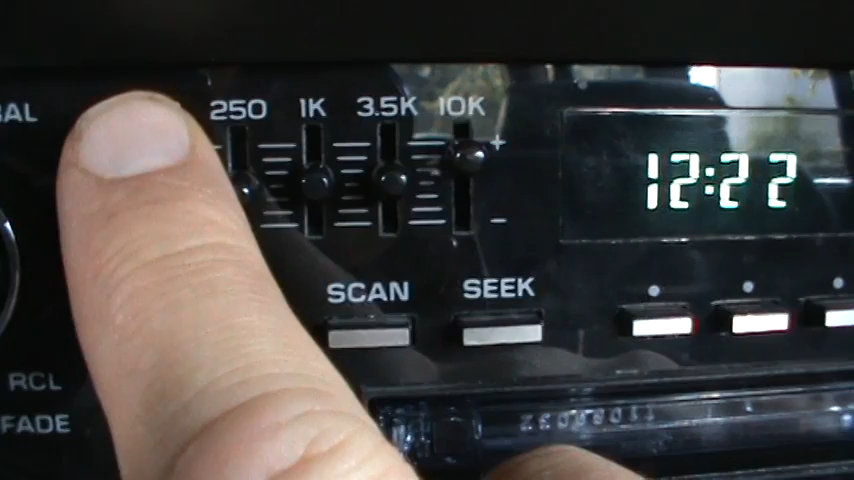 BAL 250 1K 3.5K 10K
+
12:22
-
SCAN SEEK
RCL
FADE